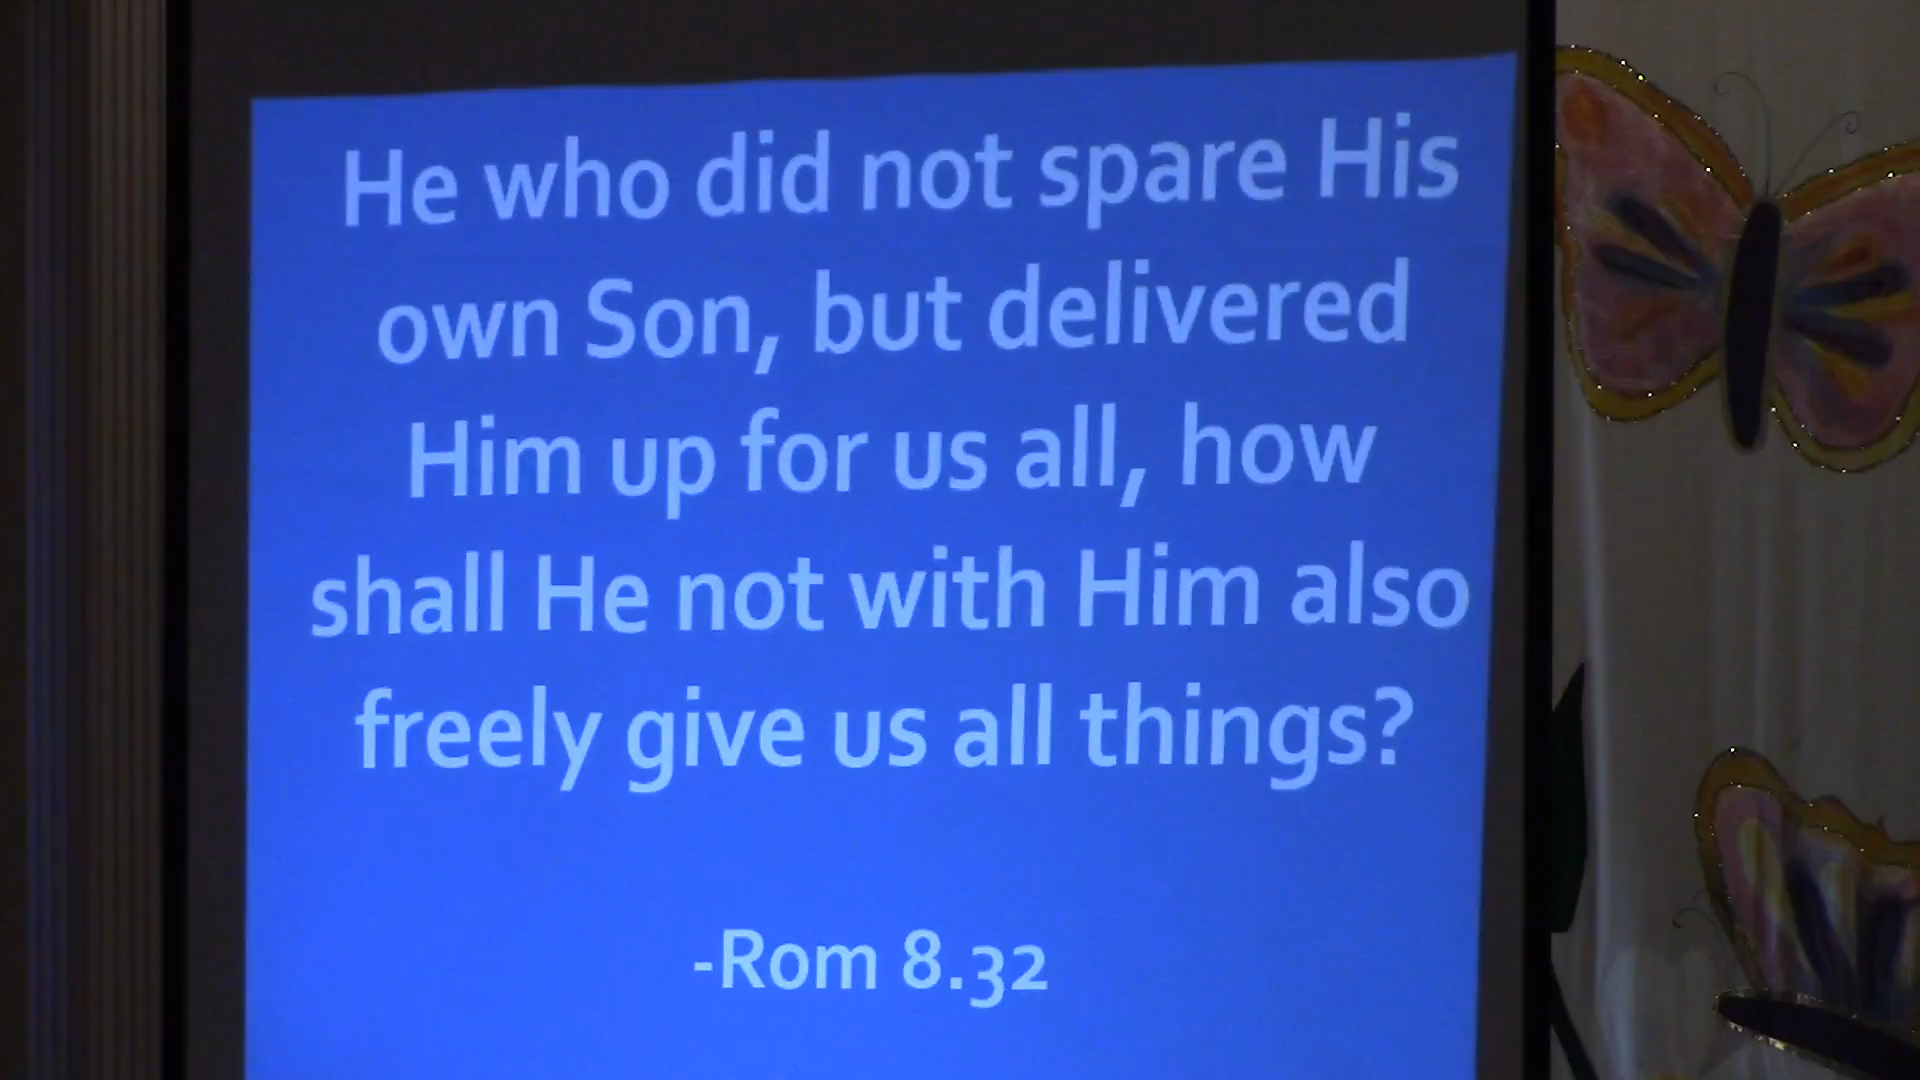 He who did not spare His
own Son, but delivered
Him up for us all, how
shall He not with Him also
freely give us all things?
-Rom 8.32